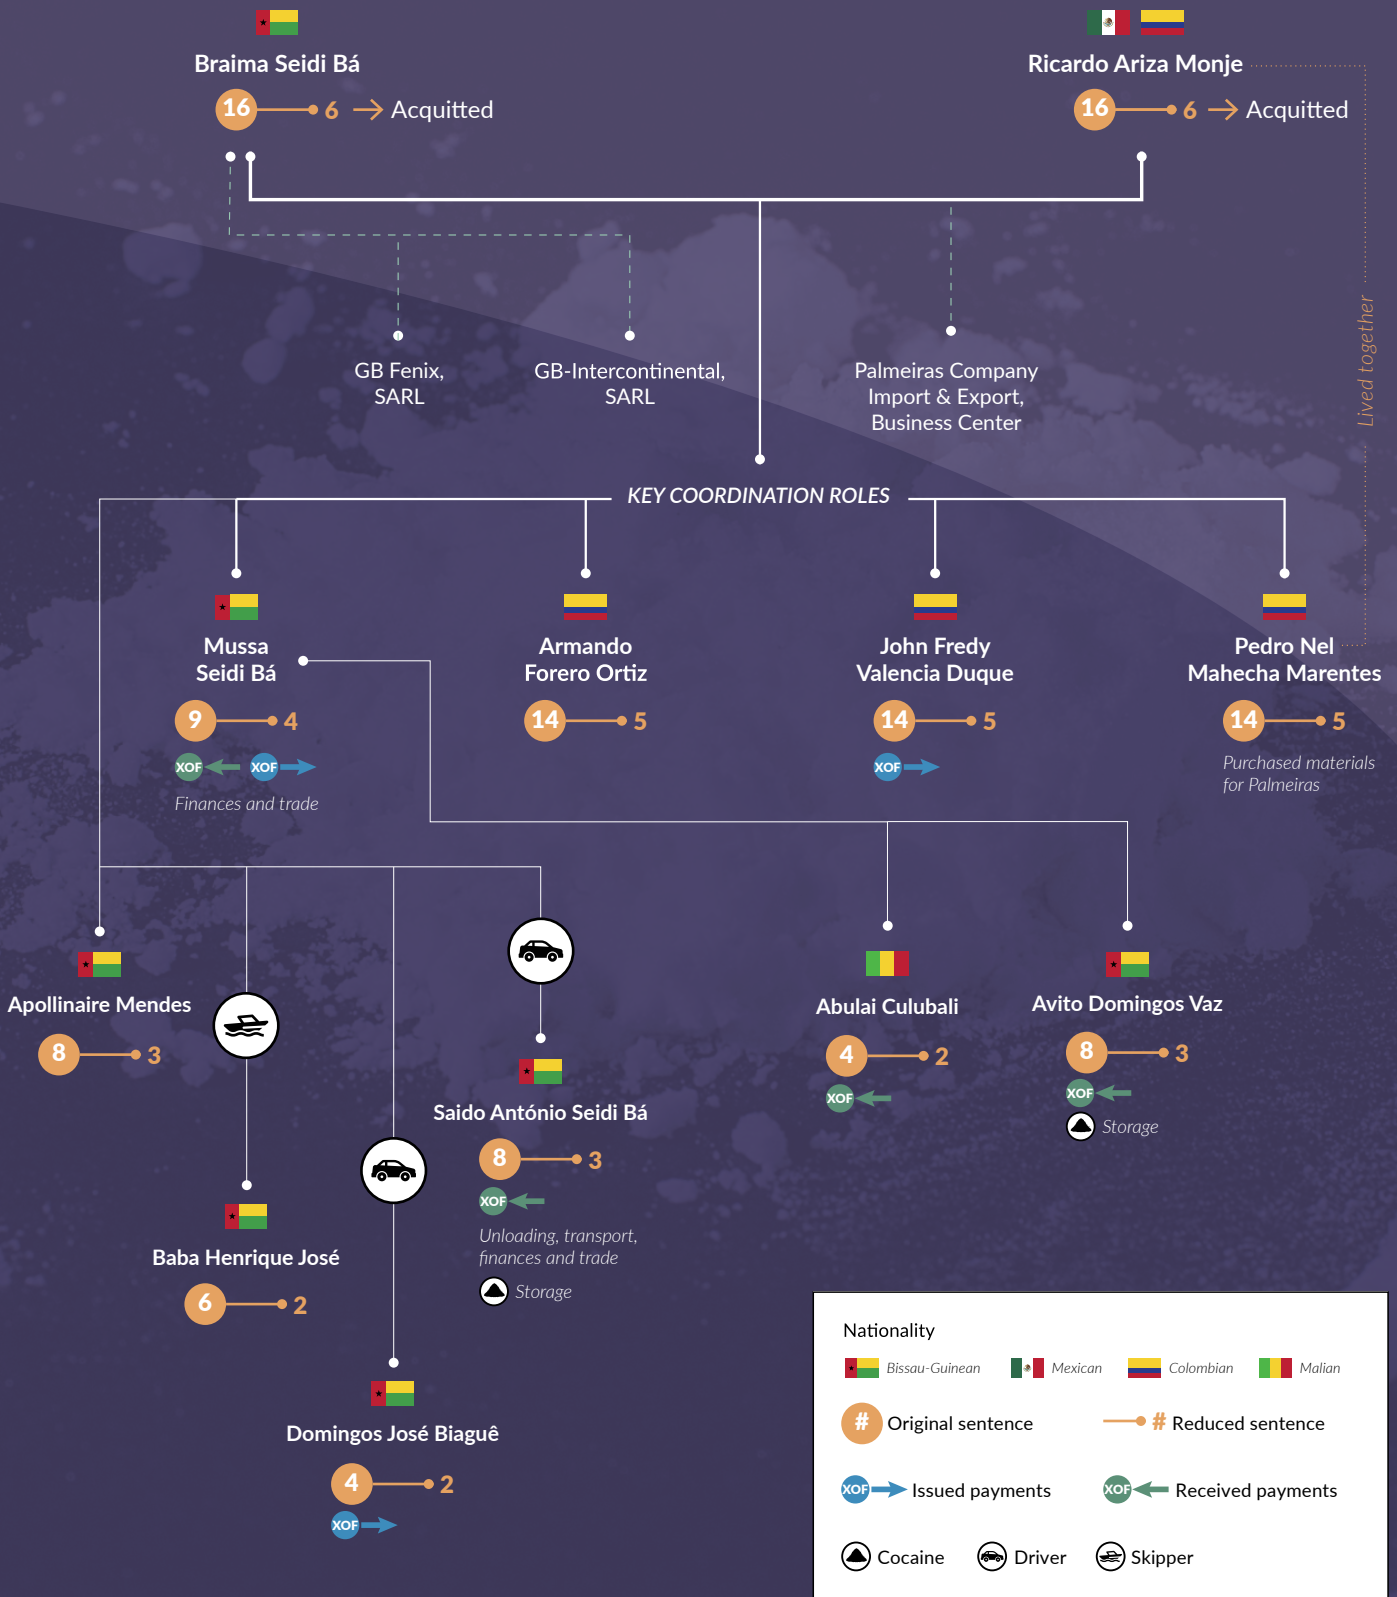 Braima Seidi Bá
16 6 Acquitted
Ricardo Ariza Monje
16 6 Acquitted
Lived together
GB Fenix,
SARL
GB-Intercontinental,
SARL
Palmeiras Company
Import & Export,
Business Center
KEY COORDINATION ROLES
Mussa
Seidi Bá
9 4
XOF XOF
Finances and trade
Armando
Forero Ortiz
14 5
John Fredy
Valencia Duque
14 5
XOF
Pedro Nel
Mahecha Marentes
14 5
Purchased materials
for Palmeiras
Apollinaire Mendes
8 3
Baba Henrique José
6 2
Domingos José Biaguê
4 2
XOF
Saido António Seidi Bá
8 3
XOF
Unloading, transport,
finances and trade
Storage
Abulai Culubali
4 2
XOF
Avito Domingos Vaz
8 3
XOF
Storage
Nationality
Bissau-Guinean Mexican Colombian Malian
# Original sentence # Reduced sentence
XOF Issued payments XOF Received payments
Cocaine Driver Skipper